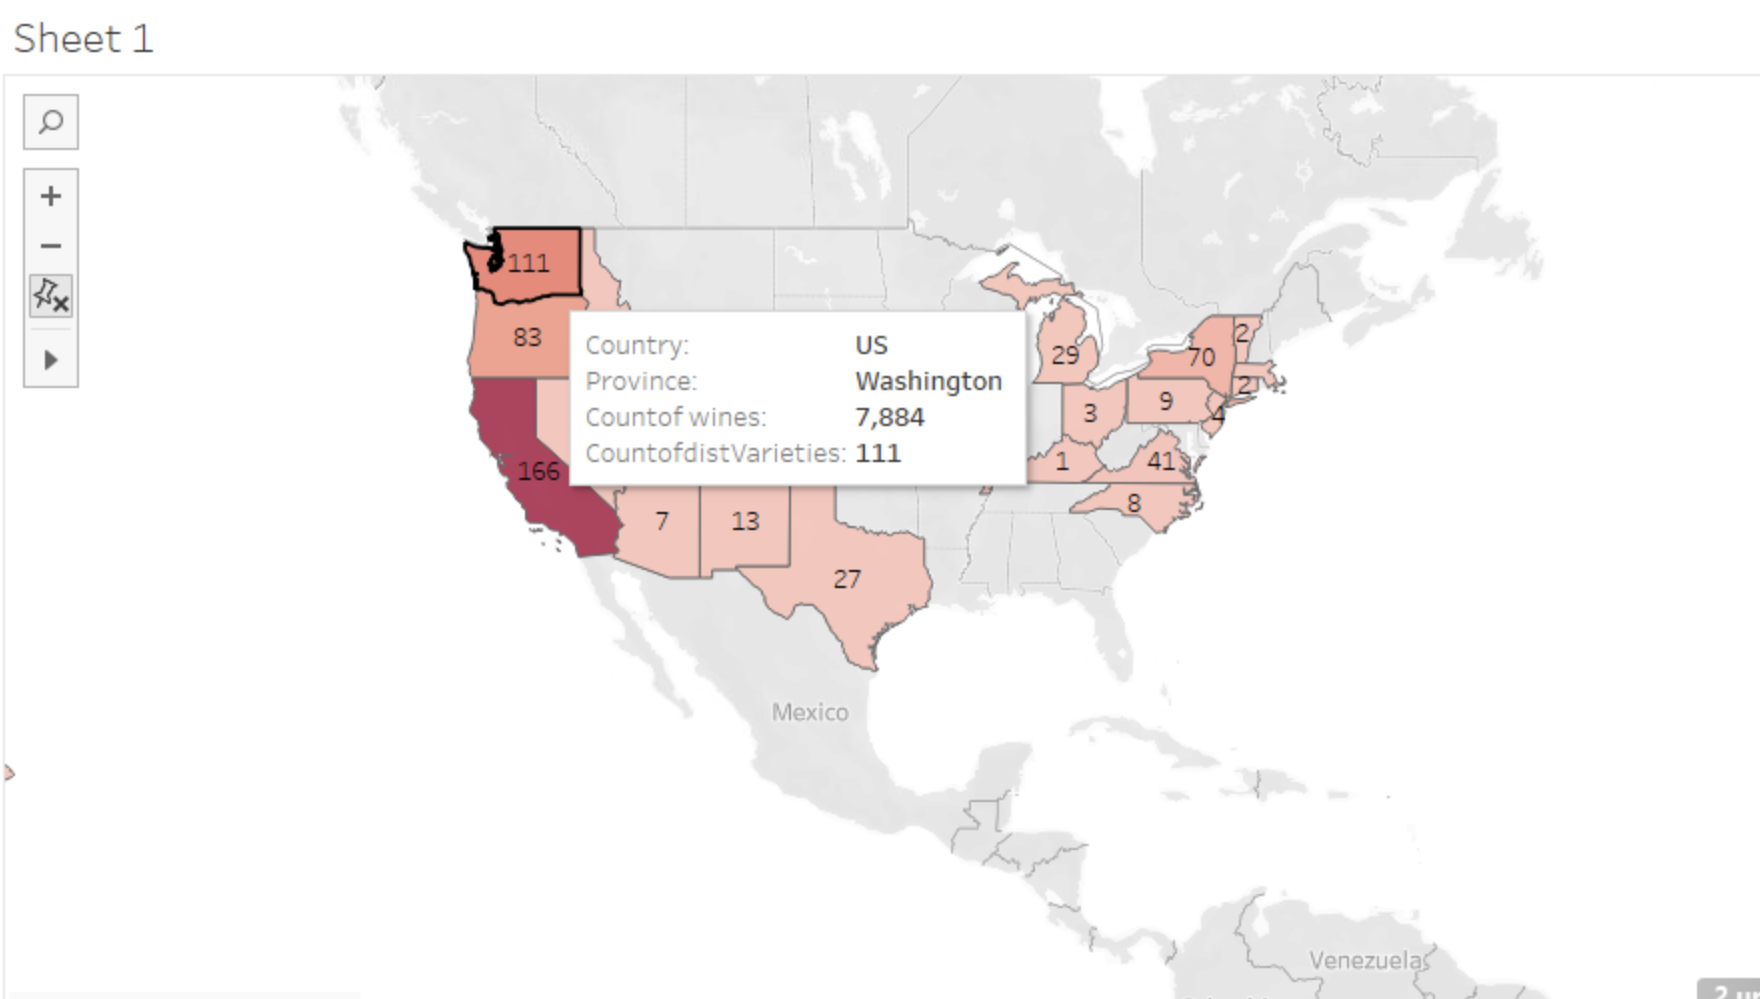 Sheet 1
111
83
Country: US
Province: Washington
Countof wines: 7,884
CountofdistVarieties: 111
29
70
2
2
3
9
4
166
1
41
8
7
13
27
Mexico
Venezuela